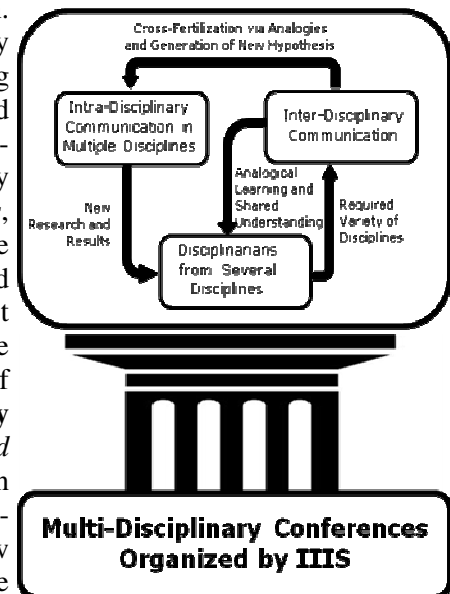 Cross-Fertilization via Analogies
and Generation of New Hypothesis
Intra-Disciplinary
Communication in
Multiple Disciplines
Inter-Disciplinary
Communication
New
Research and
Results
Analogical
Learning and
Shared
Understanding
Required
Variety of
Disciplines
Disciplinarians
from Several
Disciplines
Multi-Disciplinary Conferences
Organized by IIIS